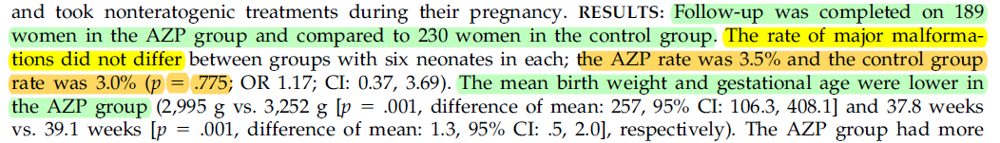 and took nonteratogenic treatments during their pregnancy. RESULTS: Follow-up was completed on 189
women in the AZP group and compared to 230 women in the control group. The rate of major malforma-
tions did not differ between groups with six neonates in each; the AZP rate was 3.5% and the control group
rate was 3.0% (p = .775; OR 1.17; CI: 0.37, 3.69). The mean birth weight and gestational age were lower in
the AZP group (2,995 g vs. 3,252 g [p = .001, difference of mean: 257, 95% CI: 106.3, 408.1] and 37.8 weeks
vs. 39.1 weeks [p = .001, difference of mean: 1.3, 95% CI: .5, 2.0], respectively). The AZP group had more